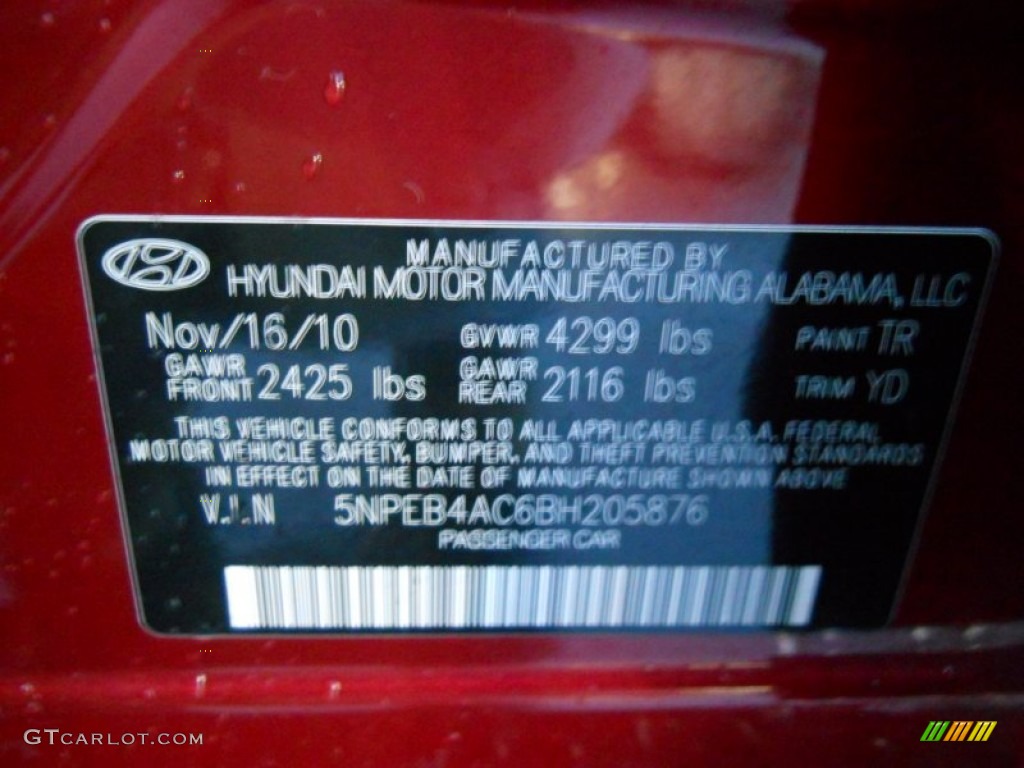 MANUFACTURED BY
HYUNDAI MOTOR MANUFACTURING ALABAMA, LLC
Nov/16/10 GVWR 4299 lbs PAINT TR
GAWR FRONT 2425 lbs GAWR REAR 2116 lbs TRIM YD
THIS VEHICLE CONFORMS TO ALL APPLICABLE U.S.A. FEDERAL
MOTOR VEHICLE SAFETY, BUMPER, AND THEFT PREVENTION STANDARDS
IN EFFECT ON THE DATE OF MANUFACTURE SHOWN ABOVE
V.I.N 5NPEB4AC6BH205876
PASSENGER CAR
GTCARLOT.COM